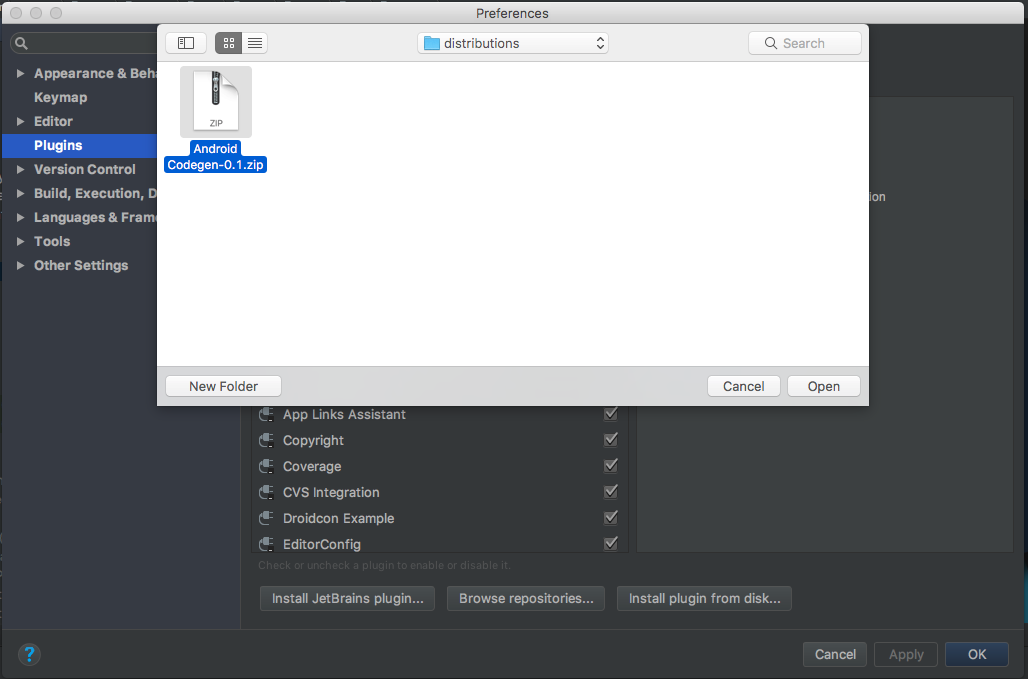 Preferences
distributions
Search
Appearance & Beha
Keymap
Editor
Plugins
Version Control
Build, Execution, D
Languages & Frame
Tools
Other Settings
ZIP
Android
Codegen-0.1.zip
ion
New Folder
Cancel
Open
App Links Assistant
Copyright
Coverage
CVS Integration
Droidcon Example
EditorConfig
Check or uncheck a plugin to enable or disable it.
Install JetBrains plugin...
Browse repositories...
Install plugin from disk...
?
Cancel
Apply
OK